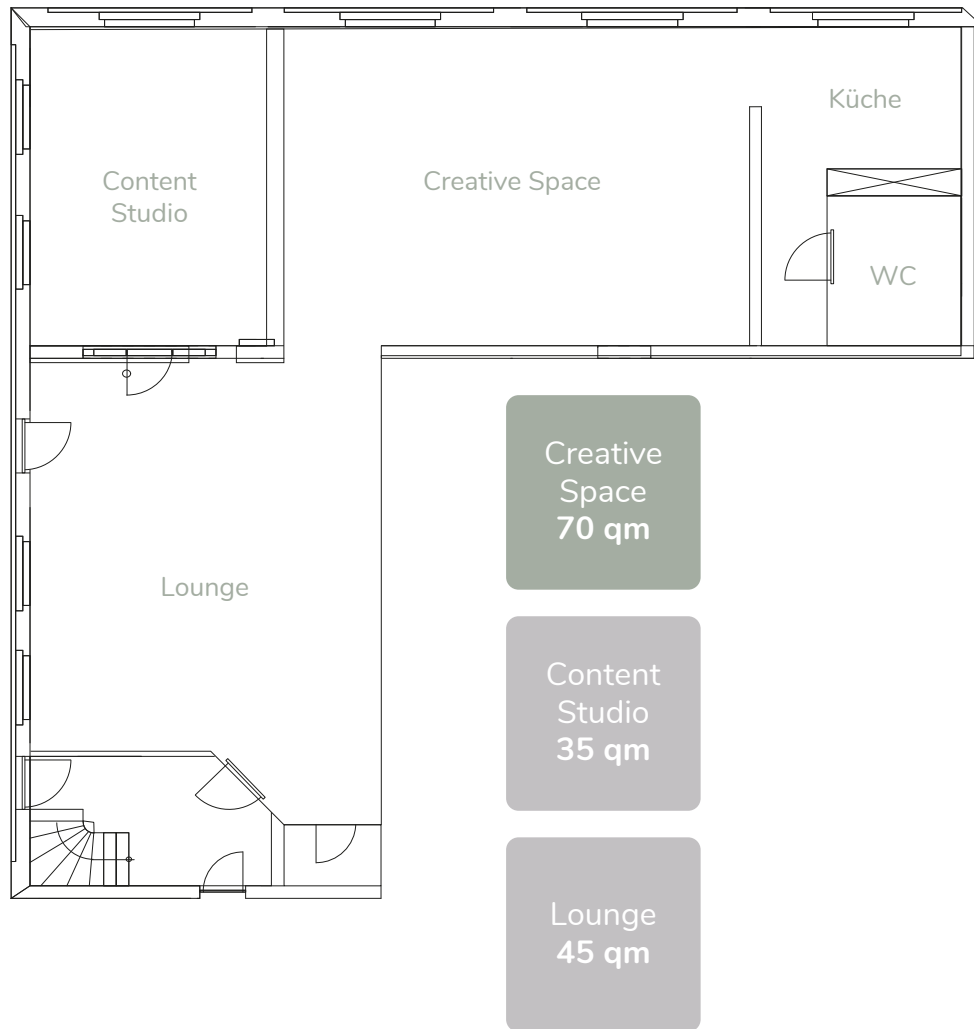 Küche
Content
Studio
Creative Space
WC
Creative
Space
70 qm
Lounge
Content
Studio
35 qm
Lounge
45 qm